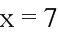 x = 7